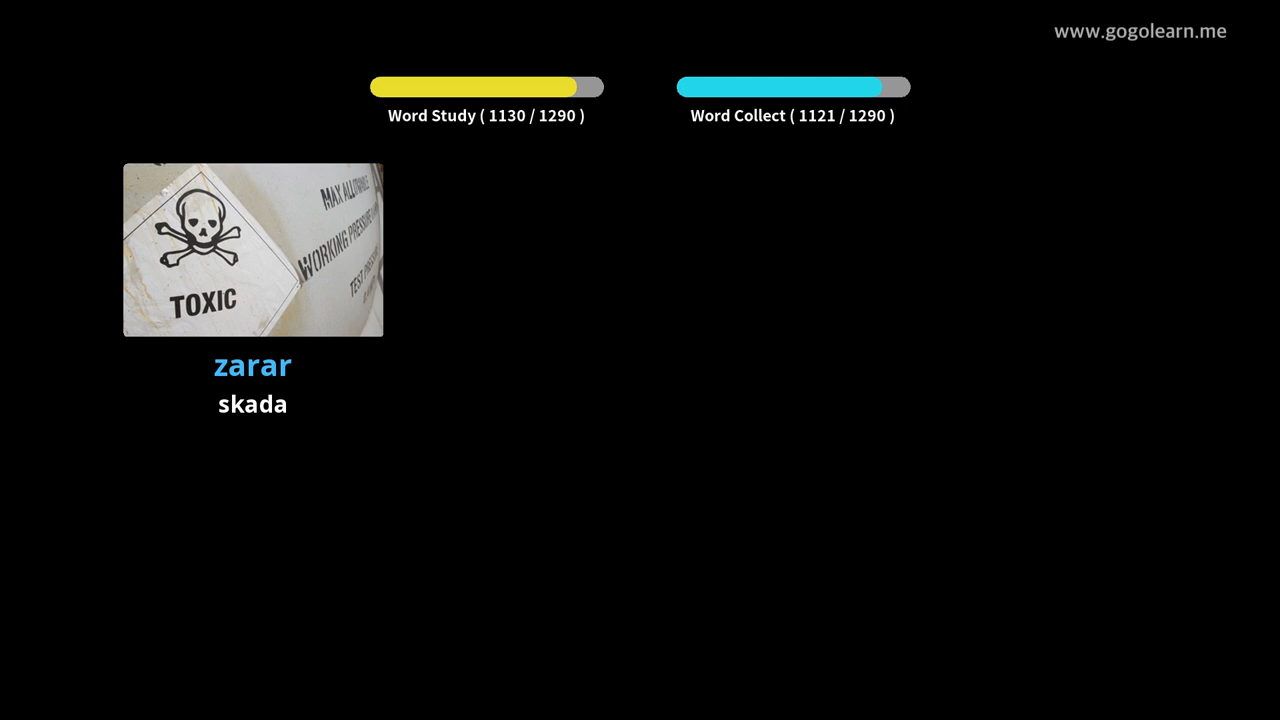 www.gogolearn.me
Word Study ( 1130 / 1290 )
Word Collect ( 1121 / 1290 )
MAX ALLOWABLE
WORKING PRESSURE
TEST
TOXIC
zarar
skada